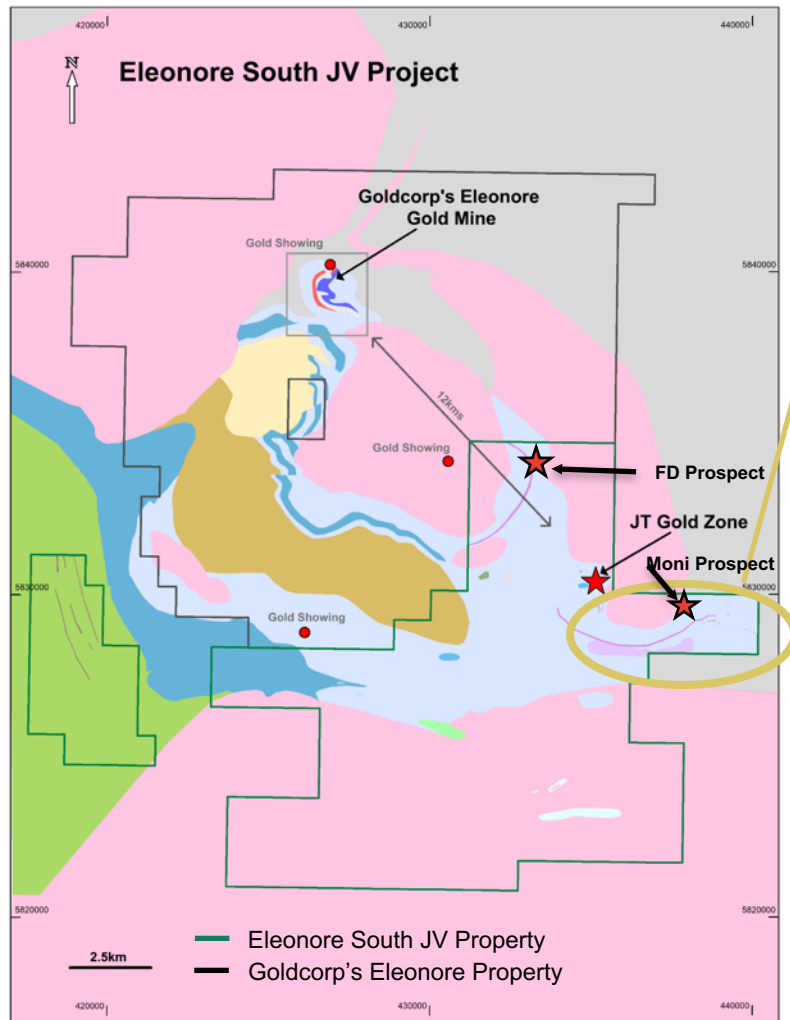 420000
430000
440000
N
Eleonore South JV Project
Goldcorp's Eleonore
Gold Mine
Gold Showing
5840000
5840000
12kms
Gold Showing
FD Prospect
JT Gold Zone
Moni Prospect
5830000
5830000
Gold Showing
5820000
5820000
Eleonore South JV Property
2.5km
Goldcorp's Eleonore Property
420000
430000
440000